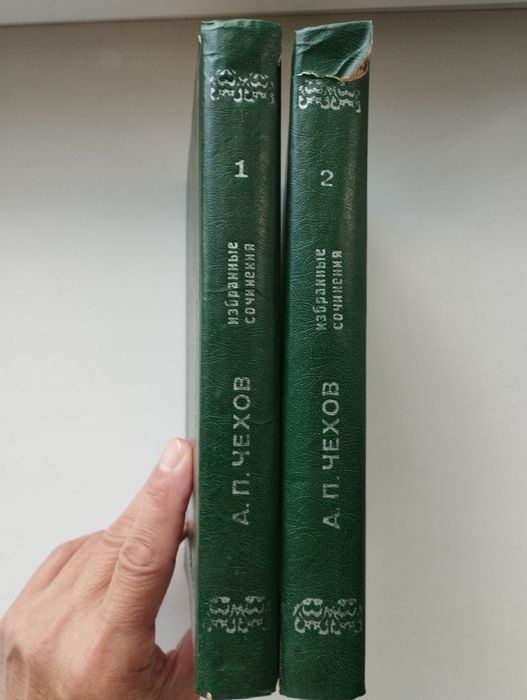 1
избранные
сочинения
А.П. ЧЕХОВ
2
избранные
сочинения
А.П. ЧЕХОВ